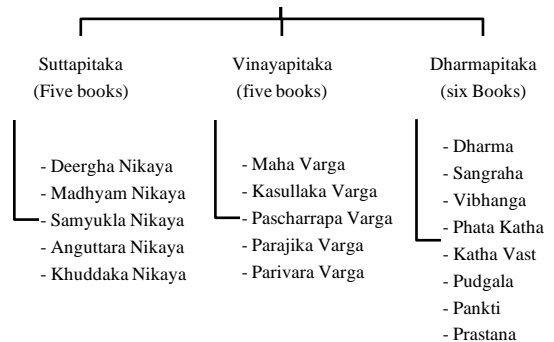 Suttapitaka
(Five books)
- Deergha Nikaya
- Madhyam Nikaya
- Samyukla Nikaya
- Anguttara Nikaya
- Khuddaka Nikaya
Vinayapitaka
(five books)
- Maha Varga
- Kasullaka Varga
- Pascharrapa Varga
- Parajika Varga
- Parivara Varga
Dharmapitaka
(six Books)
- Dharma
- Sangraha
- Vibhanga
- Phata Katha
- Katha Vast
- Pudgala
- Pankti
- Prastana